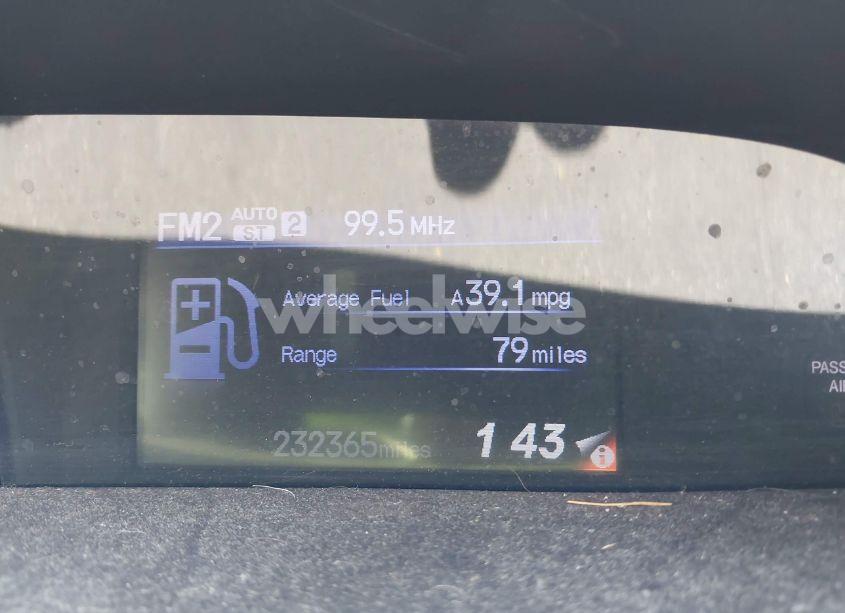 FM2 AUTO ST 2 99.5 MHz
Average Fuel A39.1 mpg
wheelwise
Range 79 miles
PASS
AI
232365 miles 1 43 i